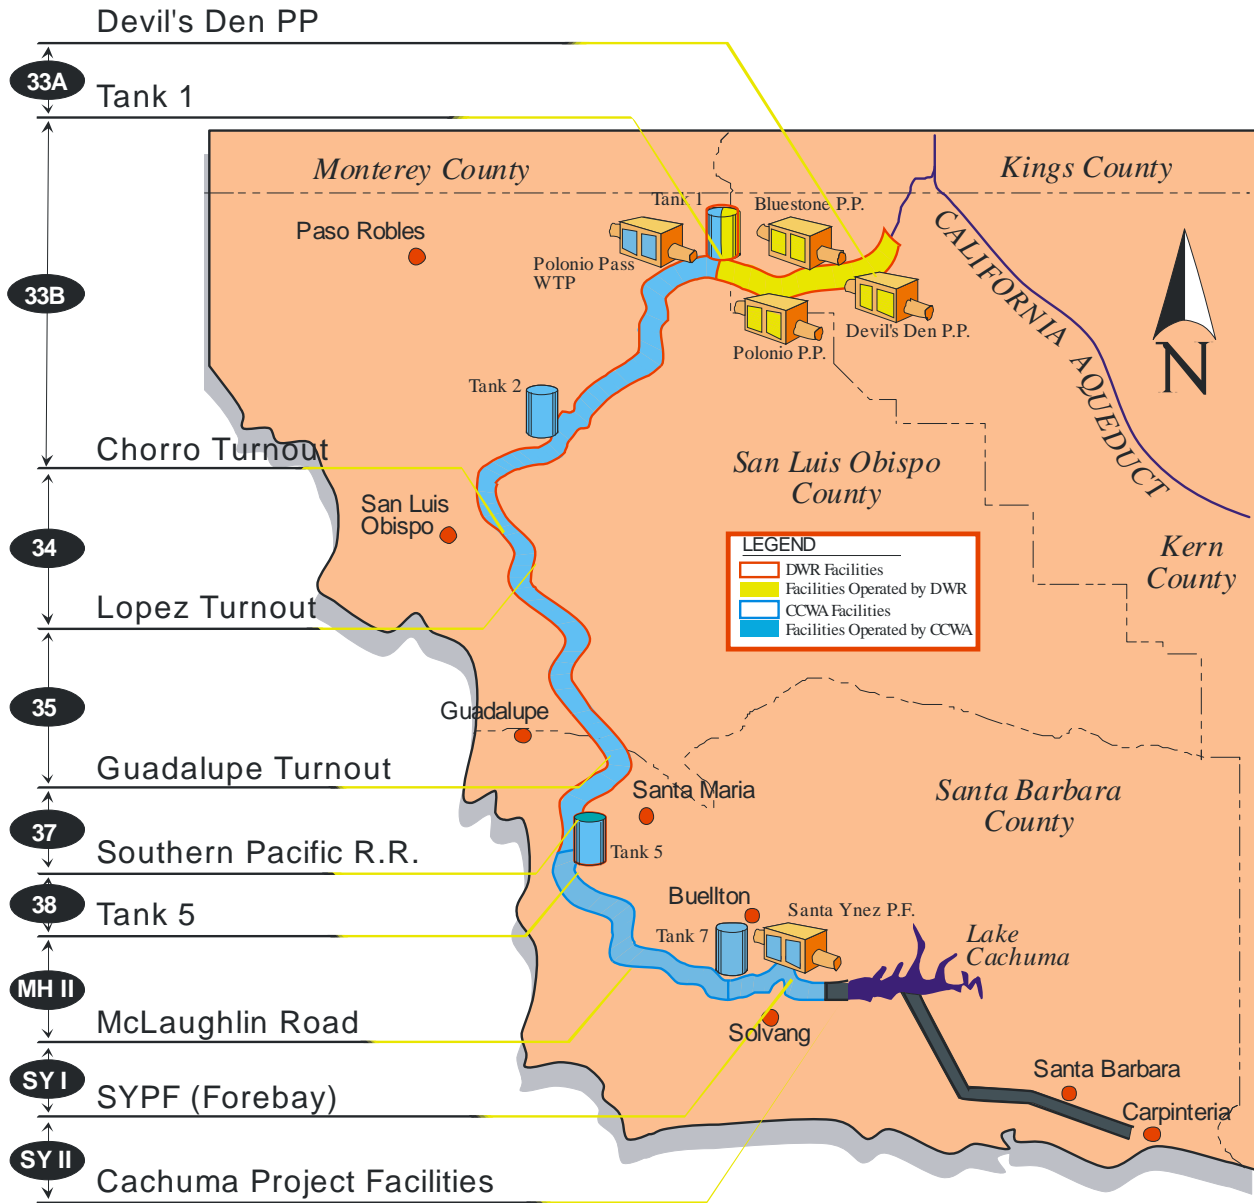 Devil's Den PP
33A
Tank 1
Monterey County
Kings County
Tank 1
Bluestone P.P.
Paso Robles
Polonio Pass
WTP
33B
Devil's Den P.P.
Polonio P.P.
CALIFORNIA AQUEDUCT
N
Tank 2
Chorro Turnout
San Luis Obispo
County
San Luis
Obispo
34
Kern
County
LEGEND
DWR Facilities
Facilities Operated by DWR
CCWA Facilities
Facilities Operated by CCWA
Lopez Turnout
35
Guadalupe
Guadalupe Turnout
Santa Maria
Santa Barbara
County
37
Southern Pacific R.R.
Tank 5
38
Tank 5
Buellton
Santa Ynez P.F.
Tank 7
Lake
Cachuma
MH II
McLaughlin Road
Solvang
SY I
SYPF (Forebay)
Santa Barbara
Carpinteria
SY II
Cachuma Project Facilities